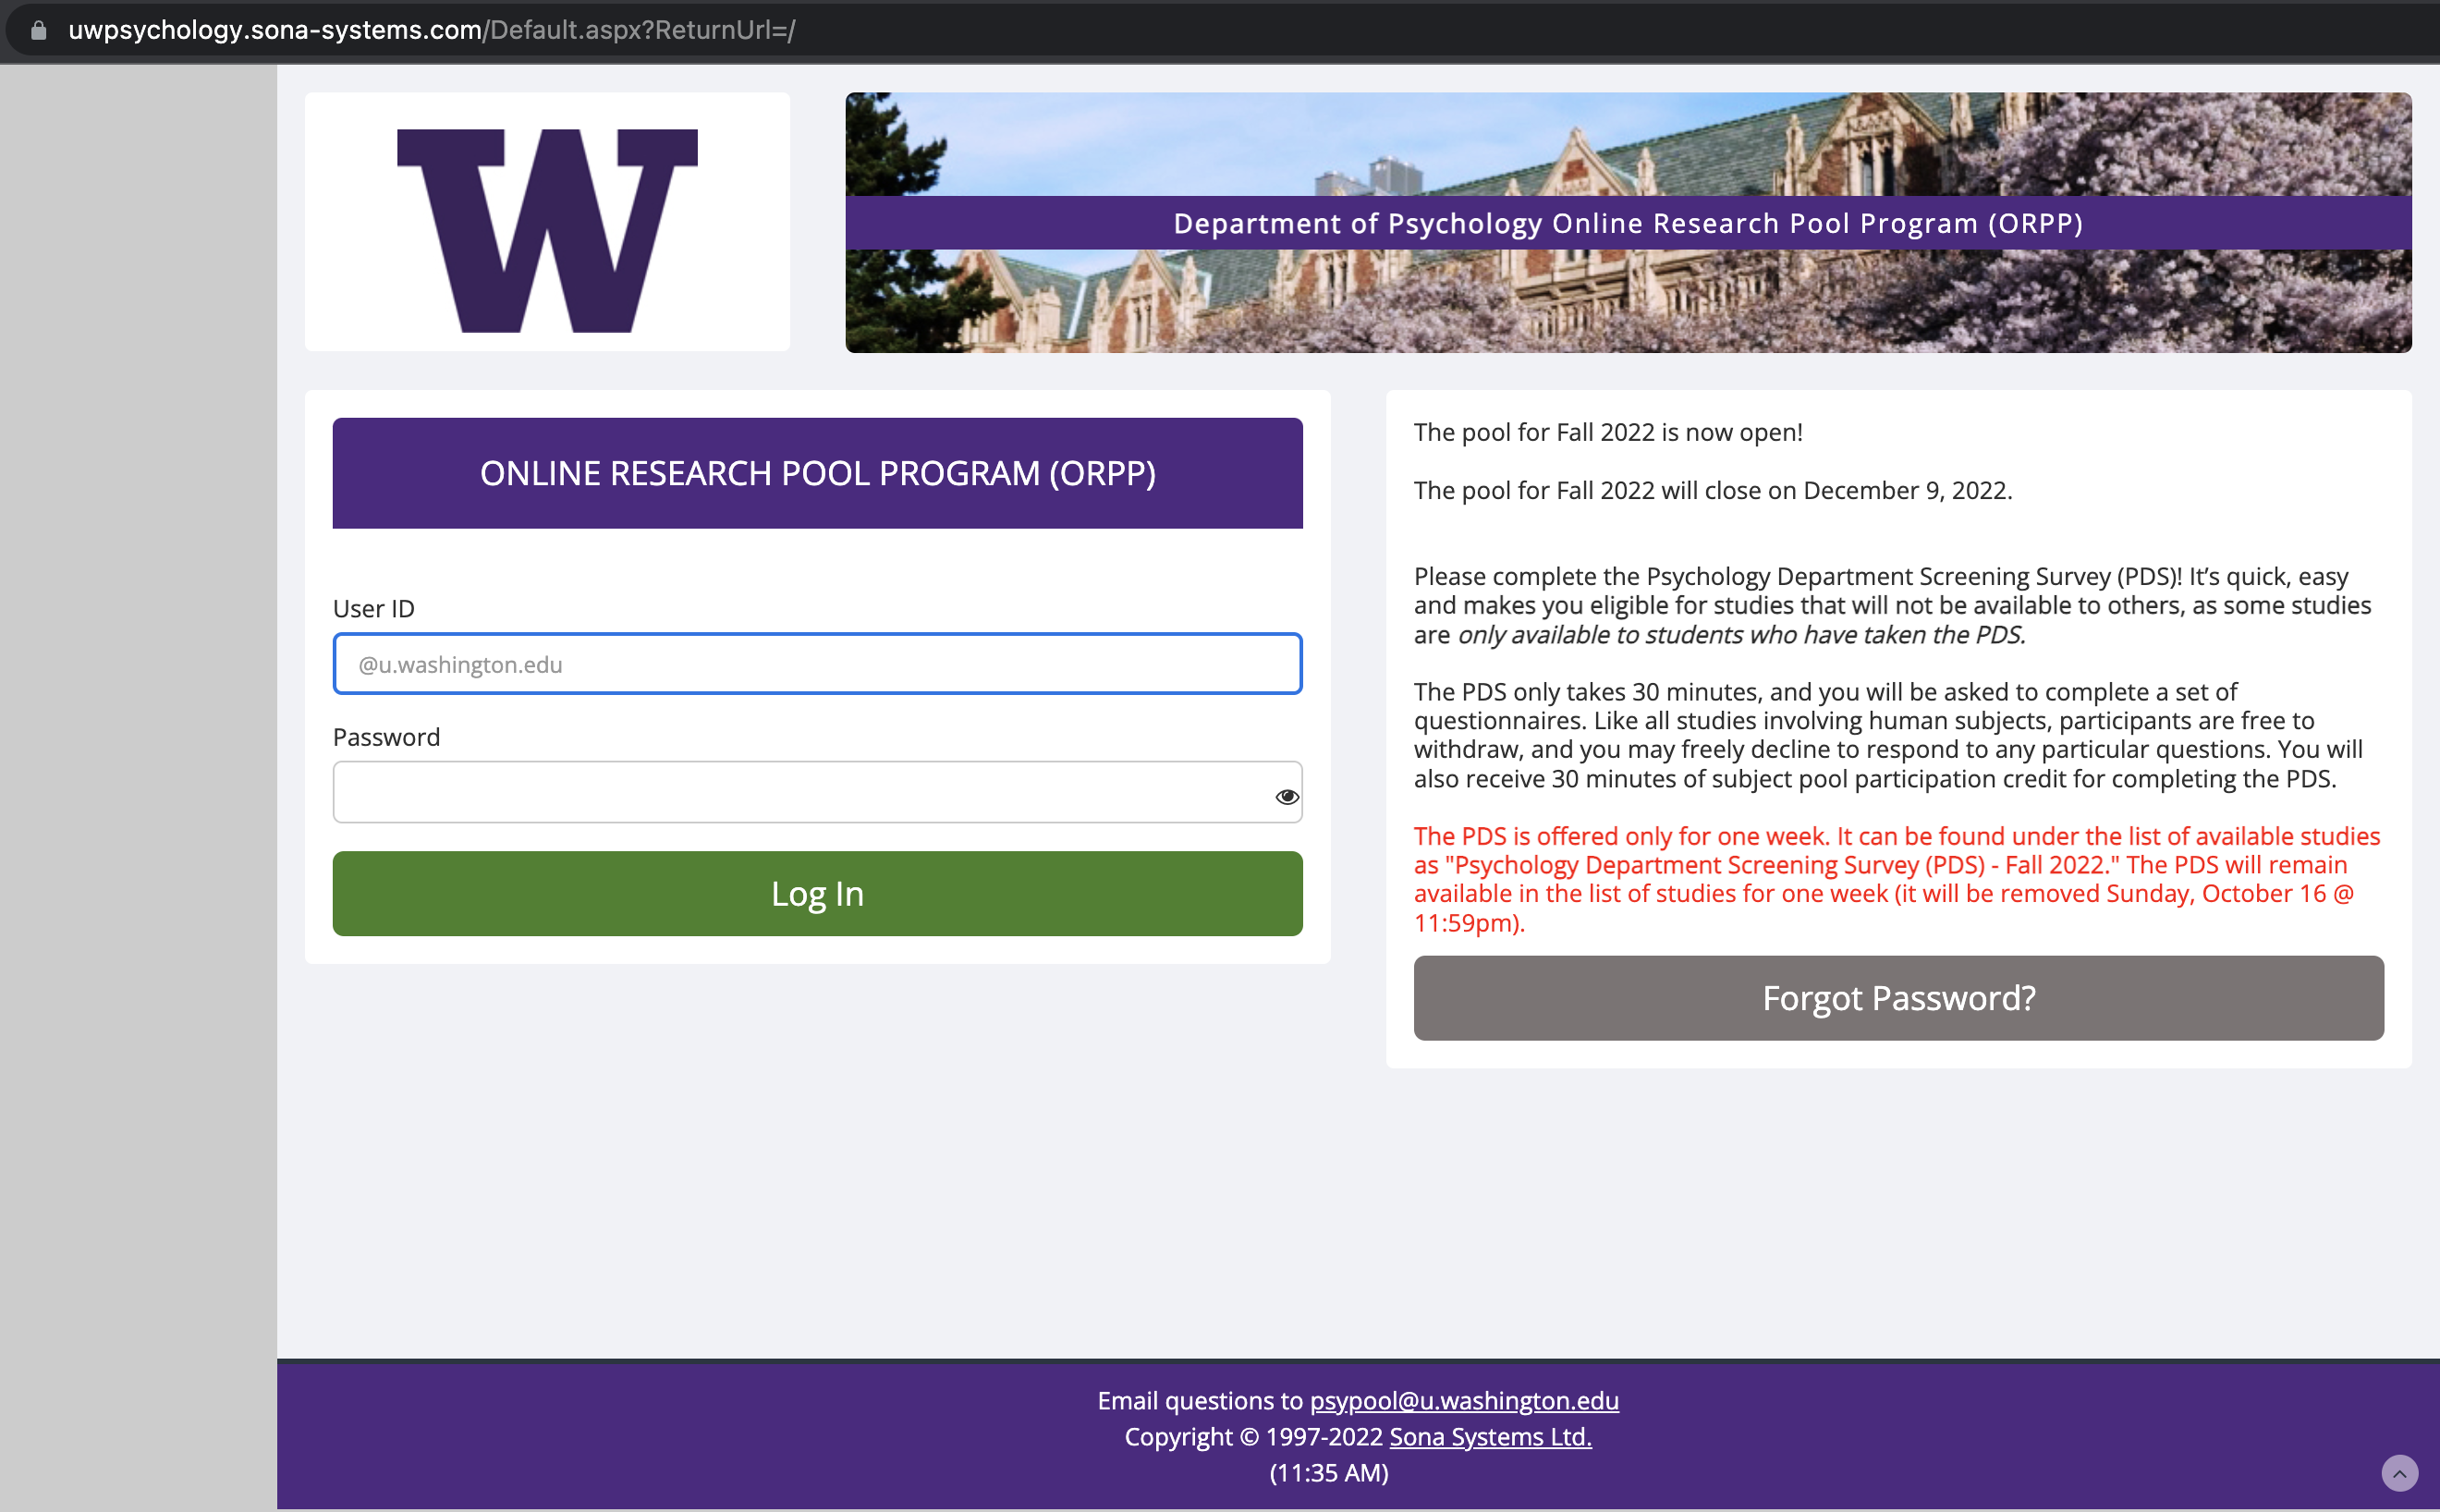 uwpsychology.sona-systems.com/Default.aspx?ReturnUrl=/
W
Department of Psychology Online Research Pool Program (ORPP)
ONLINE RESEARCH POOL PROGRAM (ORPP)
User ID
@u.washington.edu
Password
Log In
The pool for Fall 2022 is now open!
The pool for Fall 2022 will close on December 9, 2022.
Please complete the Psychology Department Screening Survey (PDS)! It’s quick, easy
and makes you eligible for studies that will not be available to others, as some studies
are only available to students who have taken the PDS.
The PDS only takes 30 minutes, and you will be asked to complete a set of
questionnaires. Like all studies involving human subjects, participants are free to
withdraw, and you may freely decline to respond to any particular questions. You will
also receive 30 minutes of subject pool participation credit for completing the PDS.
The PDS is offered only for one week. It can be found under the list of available studies
as "Psychology Department Screening Survey (PDS) - Fall 2022." The PDS will remain
available in the list of studies for one week (it will be removed Sunday, October 16 @
11:59pm).
Forgot Password?
Email questions to psypool@u.washington.edu
Copyright © 1997-2022 Sona Systems Ltd.
(11:35 AM)